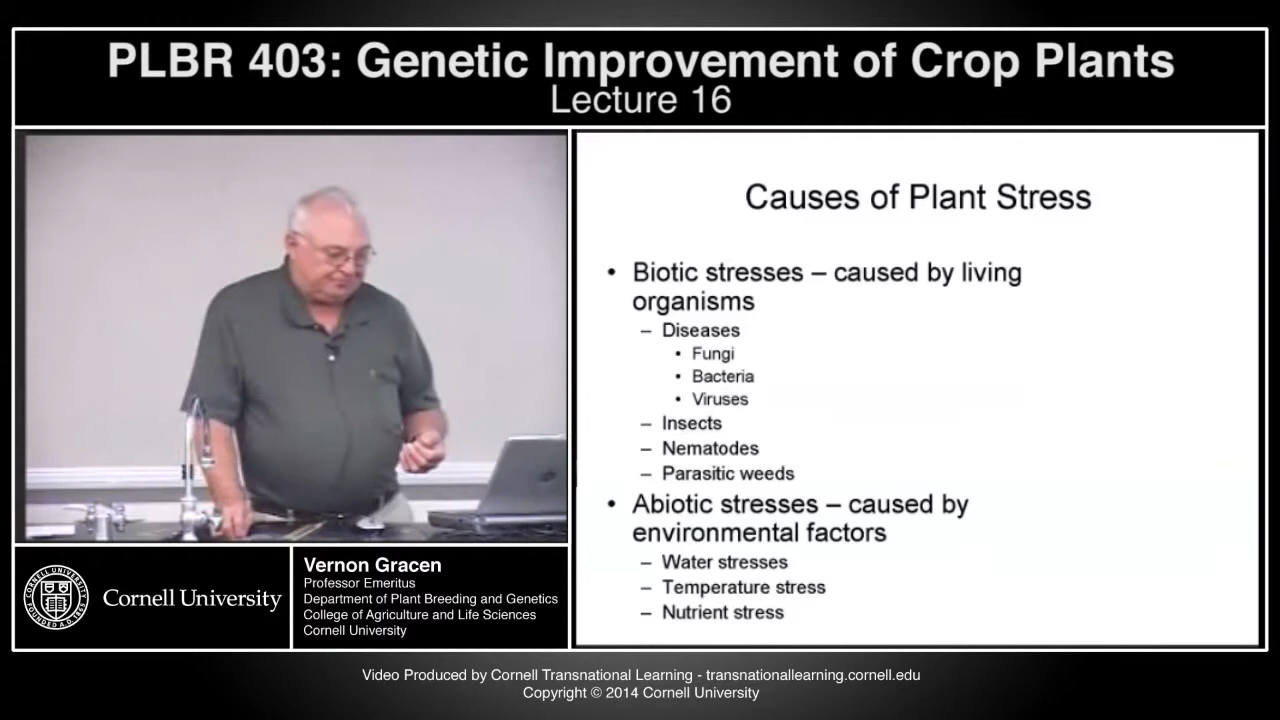 PLBR 403: Genetic Improvement of Crop Plants
Lecture 16
Causes of Plant Stress
• Biotic stresses – caused by living
organisms
– Diseases
• Fungi
• Bacteria
• Viruses
– Insects
– Nematodes
– Parasitic weeds
• Abiotic stresses – caused by
environmental factors
– Water stresses
– Temperature stress
– Nutrient stress
Cornell University
Vernon Gracen
Professor Emeritus
Department of Plant Breeding and Genetics
College of Agriculture and Life Sciences
Cornell University
Video Produced by Cornell Transnational Learning - transnationallearning.cornell.edu
Copyright © 2014 Cornell University